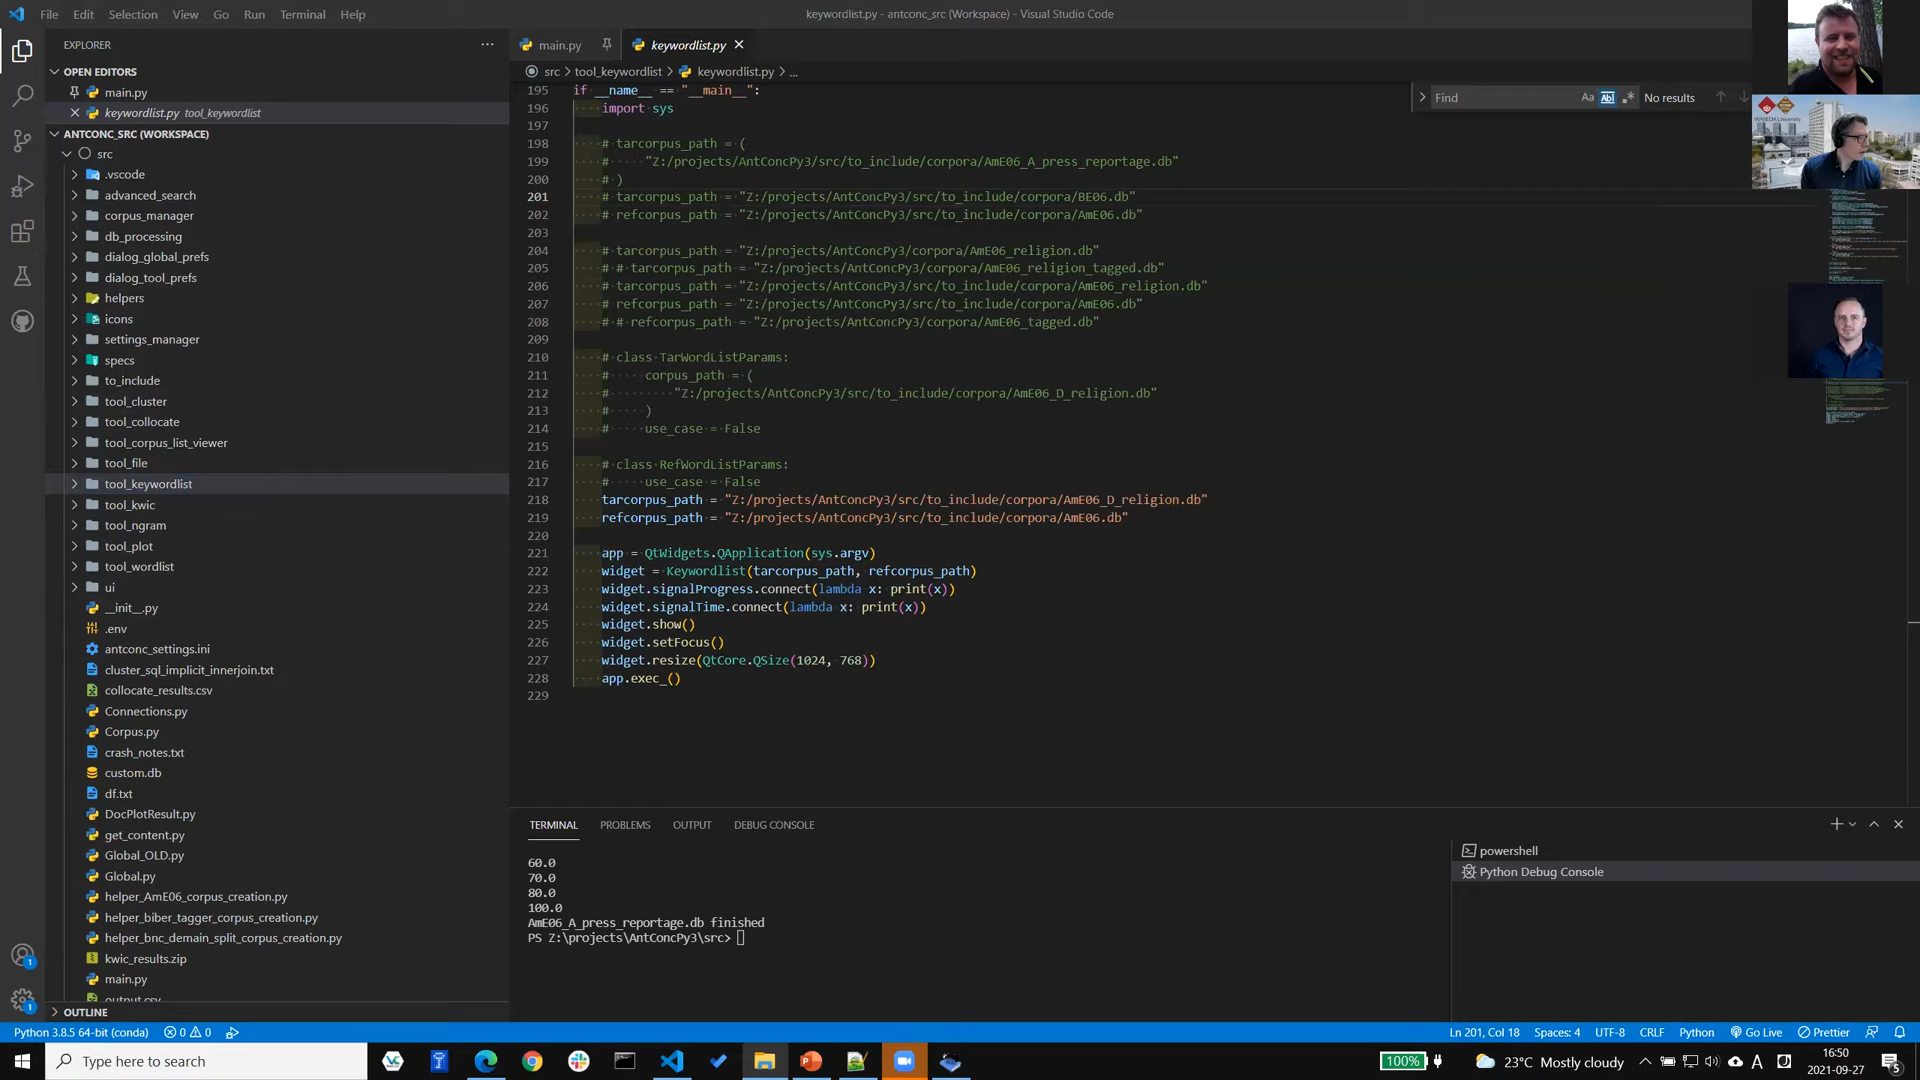 File Edit Selection View Go Run Terminal Help
keywordlist.py - antconc_src (Workspace) - Visual Studio Code
EXPLORER
OPEN EDITORS
main.py
keywordlist.py tool_keywordlist
ANTCONC_SRC (WORKSPACE)
src
.vscode
advanced_search
corpus_manager
db_processing
dialog_global_prefs
dialog_tool_prefs
helpers
icons
settings_manager
specs
to_include
tool_cluster
tool_collocate
tool_corpus_list_viewer
tool_file
tool_keywordlist
tool_kwic
tool_ngram
tool_plot
tool_wordlist
ui
__init__.py
.env
antconc_settings.ini
cluster_sql_implicit_innerjoin.txt
collocate_results.csv
Connections.py
Corpus.py
crash_notes.txt
custom.db
df.txt
DocPlotResult.py
get_content.py
Global_OLD.py
Global.py
helper_AmE06_corpus_creation.py
helper_biber_tagger_corpus_creation.py
helper_bnc_demain_split_corpus_creation.py
kwic_results.zip
main.py
output.csv
OUTLINE
main.py keywordlist.py
src > tool_keywordlist > keywordlist.py > ...
Find Aa Abl .* No results
WASEDA University
195 if __name__ == "__main__":
196 import sys
197
198 # tarcorpus_path = (
199 # "Z:/projects/AntConcPy3/src/to_include/corpora/AmE06_A_press_reportage.db"
200 # )
201 # tarcorpus_path = "Z:/projects/AntConcPy3/src/to_include/corpora/BE06.db"
202 # refcorpus_path = "Z:/projects/AntConcPy3/src/to_include/corpora/AmE06.db"
203
204 # tarcorpus_path = "Z:/projects/AntConcPy3/corpora/AmE06_religion.db"
205 # # tarcorpus_path = "Z:/projects/AntConcPy3/corpora/AmE06_religion_tagged.db"
206 # tarcorpus_path = "Z:/projects/AntConcPy3/src/to_include/corpora/AmE06_religion.db"
207 # refcorpus_path = "Z:/projects/AntConcPy3/src/to_include/corpora/AmE06.db"
208 # # refcorpus_path = "Z:/projects/AntConcPy3/corpora/AmE06_tagged.db"
209
210 # class TarWordListParams:
211 # corpus_path = (
212 # "Z:/projects/AntConcPy3/src/to_include/corpora/AmE06_D_religion.db"
213 # )
214 # use_case = False
215
216 # class RefWordListParams:
217 # use_case = False
218 tarcorpus_path = "Z:/projects/AntConcPy3/src/to_include/corpora/AmE06_D_religion.db"
219 refcorpus_path = "Z:/projects/AntConcPy3/src/to_include/corpora/AmE06.db"
220
221 app = QtWidgets.QApplication(sys.argv)
222 widget = Keywordlist(tarcorpus_path, refcorpus_path)
223 widget.signalProgress.connect(lambda x: print(x))
224 widget.signalTime.connect(lambda x: print(x))
225 widget.show()
226 widget.setFocus()
227 widget.resize(QtCore.QSize(1024, 768))
228 app.exec_()
229
TERMINAL PROBLEMS OUTPUT DEBUG CONSOLE
60.0
70.0
80.0
100.0
AmE06_A_press_reportage.db finished
PS Z:\projects\AntConcPy3\src>
powershell
Python Debug Console
1
1
Python 3.8.5 64-bit (conda) 0 0
Ln 201, Col 18 Spaces: 4 UTF-8 CRLF Python Go Live Prettier
Type here to search
100% 23°C Mostly cloudy A 16:50
2021-09-27
5